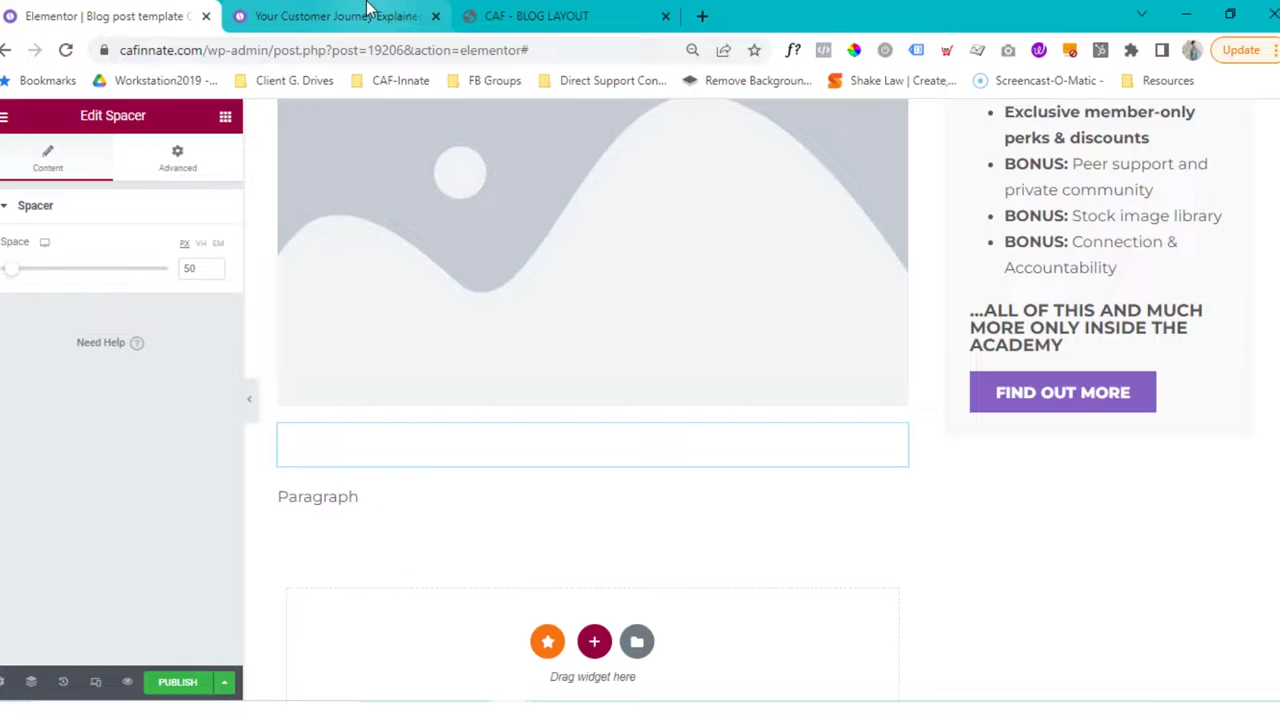 Elementor | Blog post template
Your Customer Journey Explaine
CAF - BLOG LAYOUT
cafinnate.com/wp-admin/post.php?post=19206&action=elementor#
f?
Update
Bookmarks
Workstation2019 -...
Client G. Drives
CAF-Innate
FB Groups
Direct Support Con...
Remove Backgroun...
Shake Law | Create,...
Screencast-O-Matic -
Resources
Edit Spacer
Content
Advanced
Spacer
Space
PX VH EM
50
Need Help ?
PUBLISH
Paragraph
Drag widget here
• Exclusive member-only
perks & discounts
• BONUS: Peer support and
private community
• BONUS: Stock image library
• BONUS: Connection &
Accountability
...ALL OF THIS AND MUCH
MORE ONLY INSIDE THE
ACADEMY
FIND OUT MORE